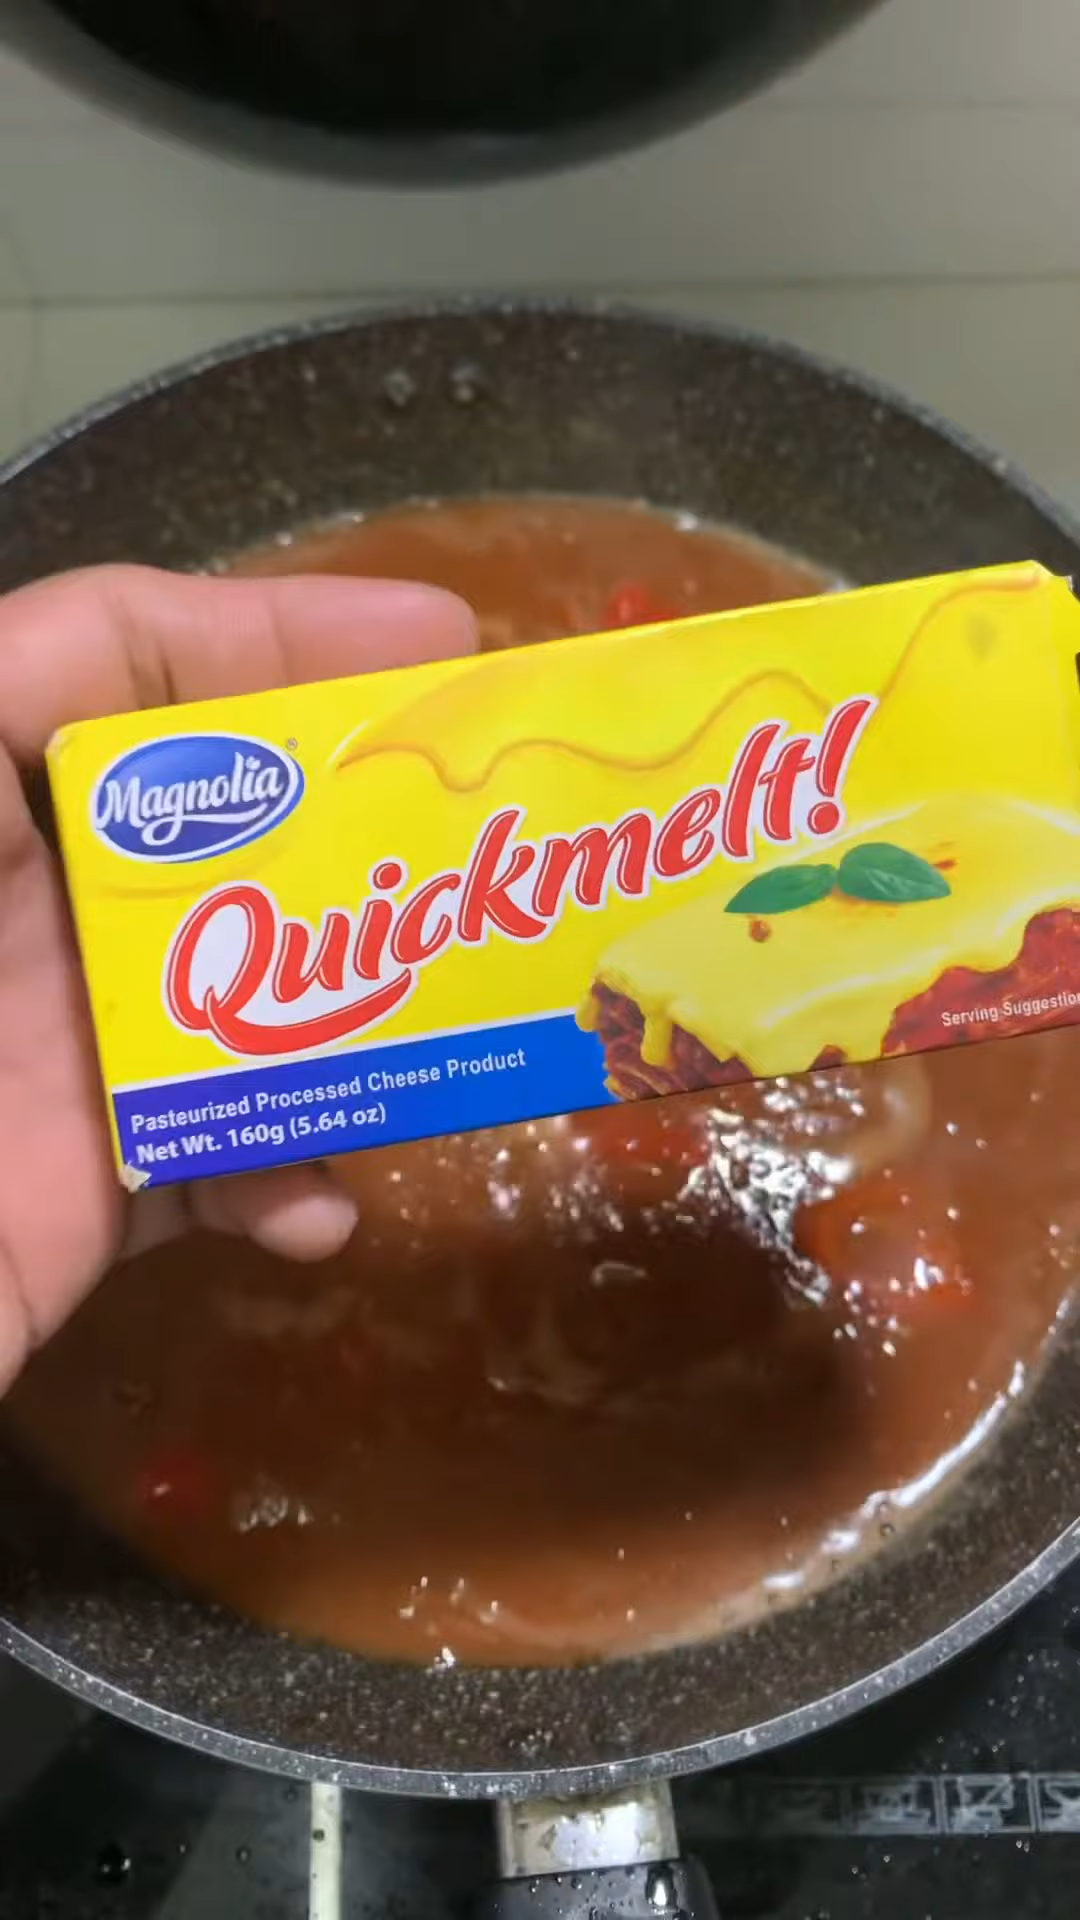 Magnolia
®
Quickmelt!
Pasteurized Processed Cheese Product
Net Wt. 160g (5.64 oz)
Serving Suggestion